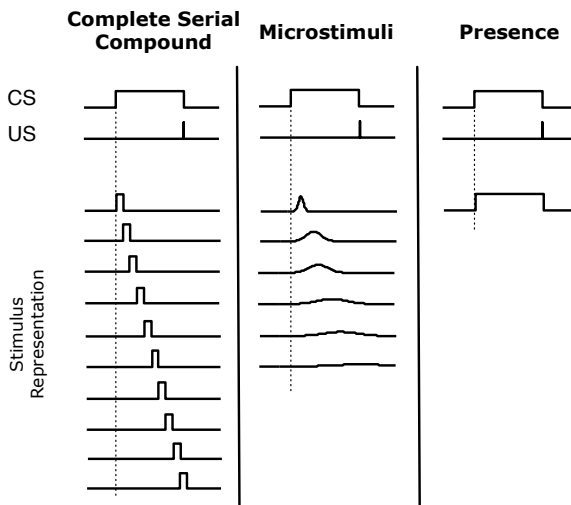 Complete Serial
Compound
Microstimuli
Presence
CS
US
Stimulus
Representation